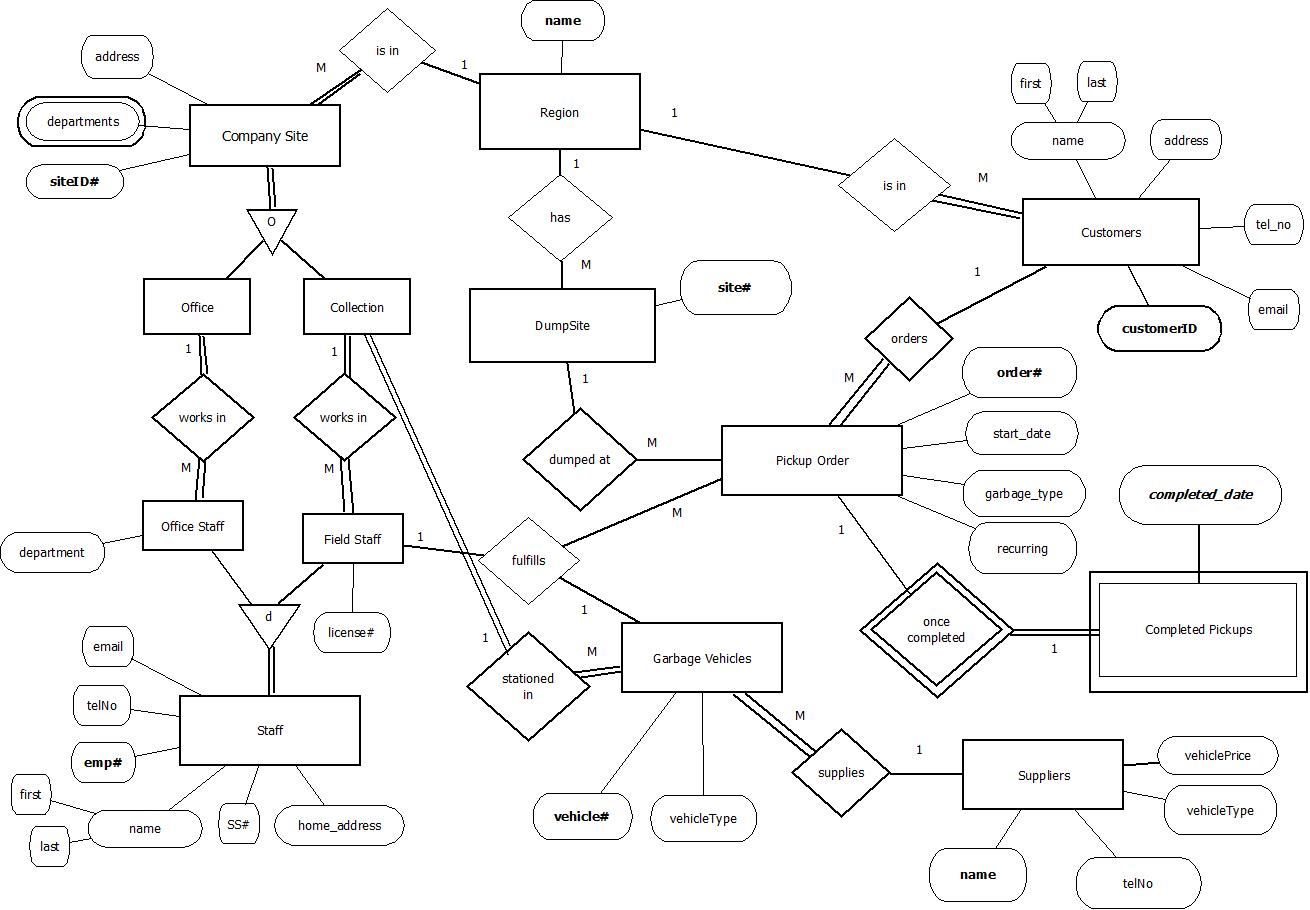 name
is in
address
M
1
first
last
Region
1
departments
Company Site
name
address
1
is in
M
siteID#
O
has
Customers
tel_no
M
Office
Collection
site#
1
DumpSite
orders
customerID
email
1
1
1
M
order#
works in
works in
start_date
M
M
M
dumped at
Pickup Order
garbage_type
completed_date
Office Staff
Field Staff
1
M
recurring
department
fulfills
1
d
license#
1
once
completed
Completed Pickups
1
email
1
M
Garbage Vehicles
stationed
in
telNo
Staff
M
emp#
supplies
1
Suppliers
vehiclePrice
first
name
SS#
home_address
vehicle#
vehicleType
vehicleType
last
name
telNo